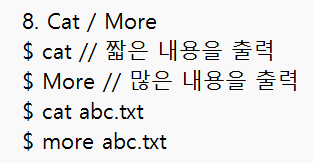 8. Cat / More
$ cat // 짧은 내용을 출력
$ More // 많은 내용을 출력
$ cat abc.txt
$ more abc.txt